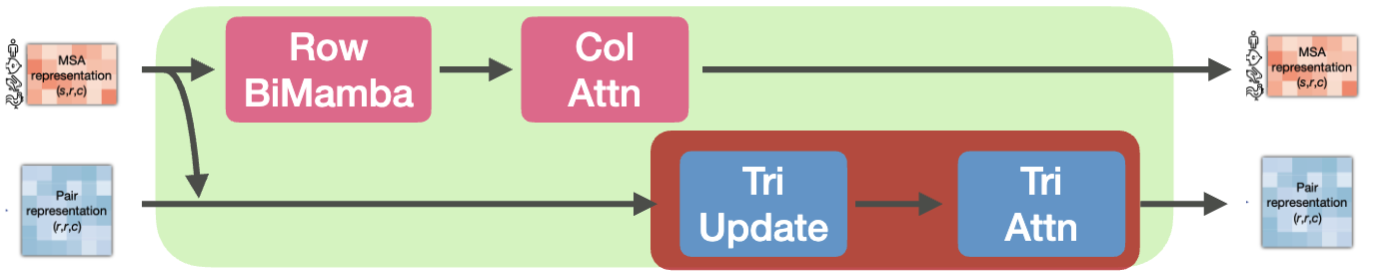 MSA
representation
(s,r,c)
Row
BiMamba
Col
Attn
MSA
representation
(s,r,c)
Pair
representation
(r,r,c)
Tri
Update
Tri
Attn
Pair
representation
(r,r,c)